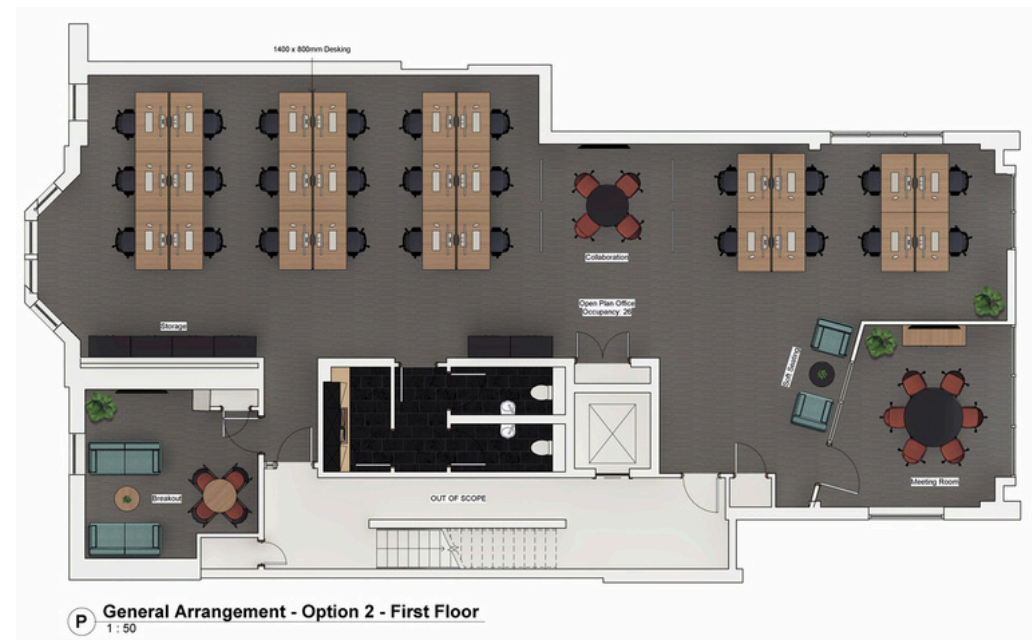 1400 x 800mm Desking
Collaboration
Open Plan Office
Occupancy 26
Storage
Soft Seating
Meeting Room
Breakout
OUT OF SCOPE
P
General Arrangement - Option 2 - First Floor
1 : 50